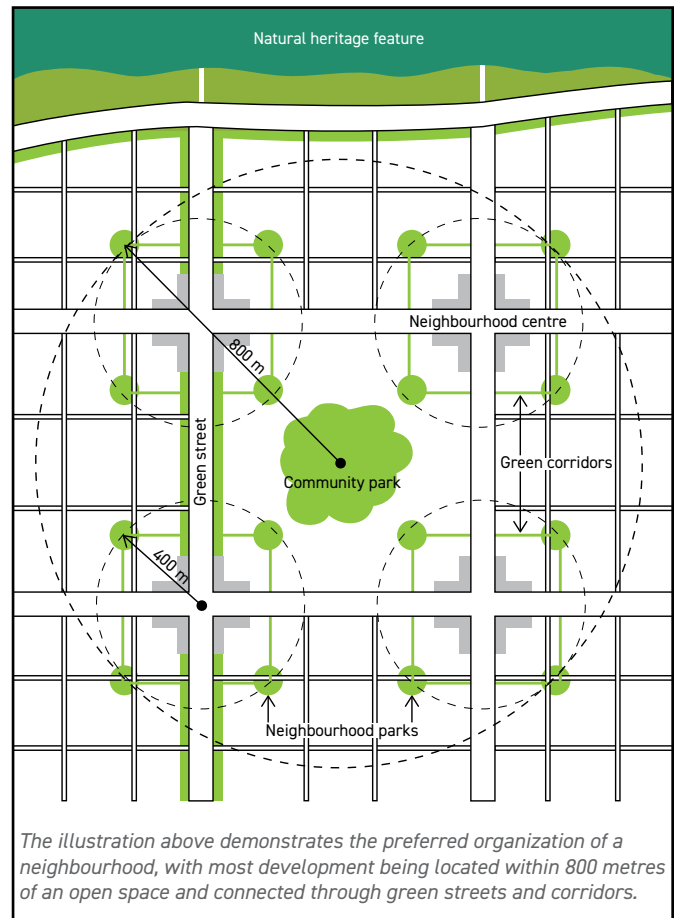 Natural heritage feature
Neighbourhood centre
800 m
Green street
Community park
Green corridors
400 m
Neighbourhood parks
The illustration above demonstrates the preferred organization of a
neighbourhood, with most development being located within 800 metres
of an open space and connected through green streets and corridors.